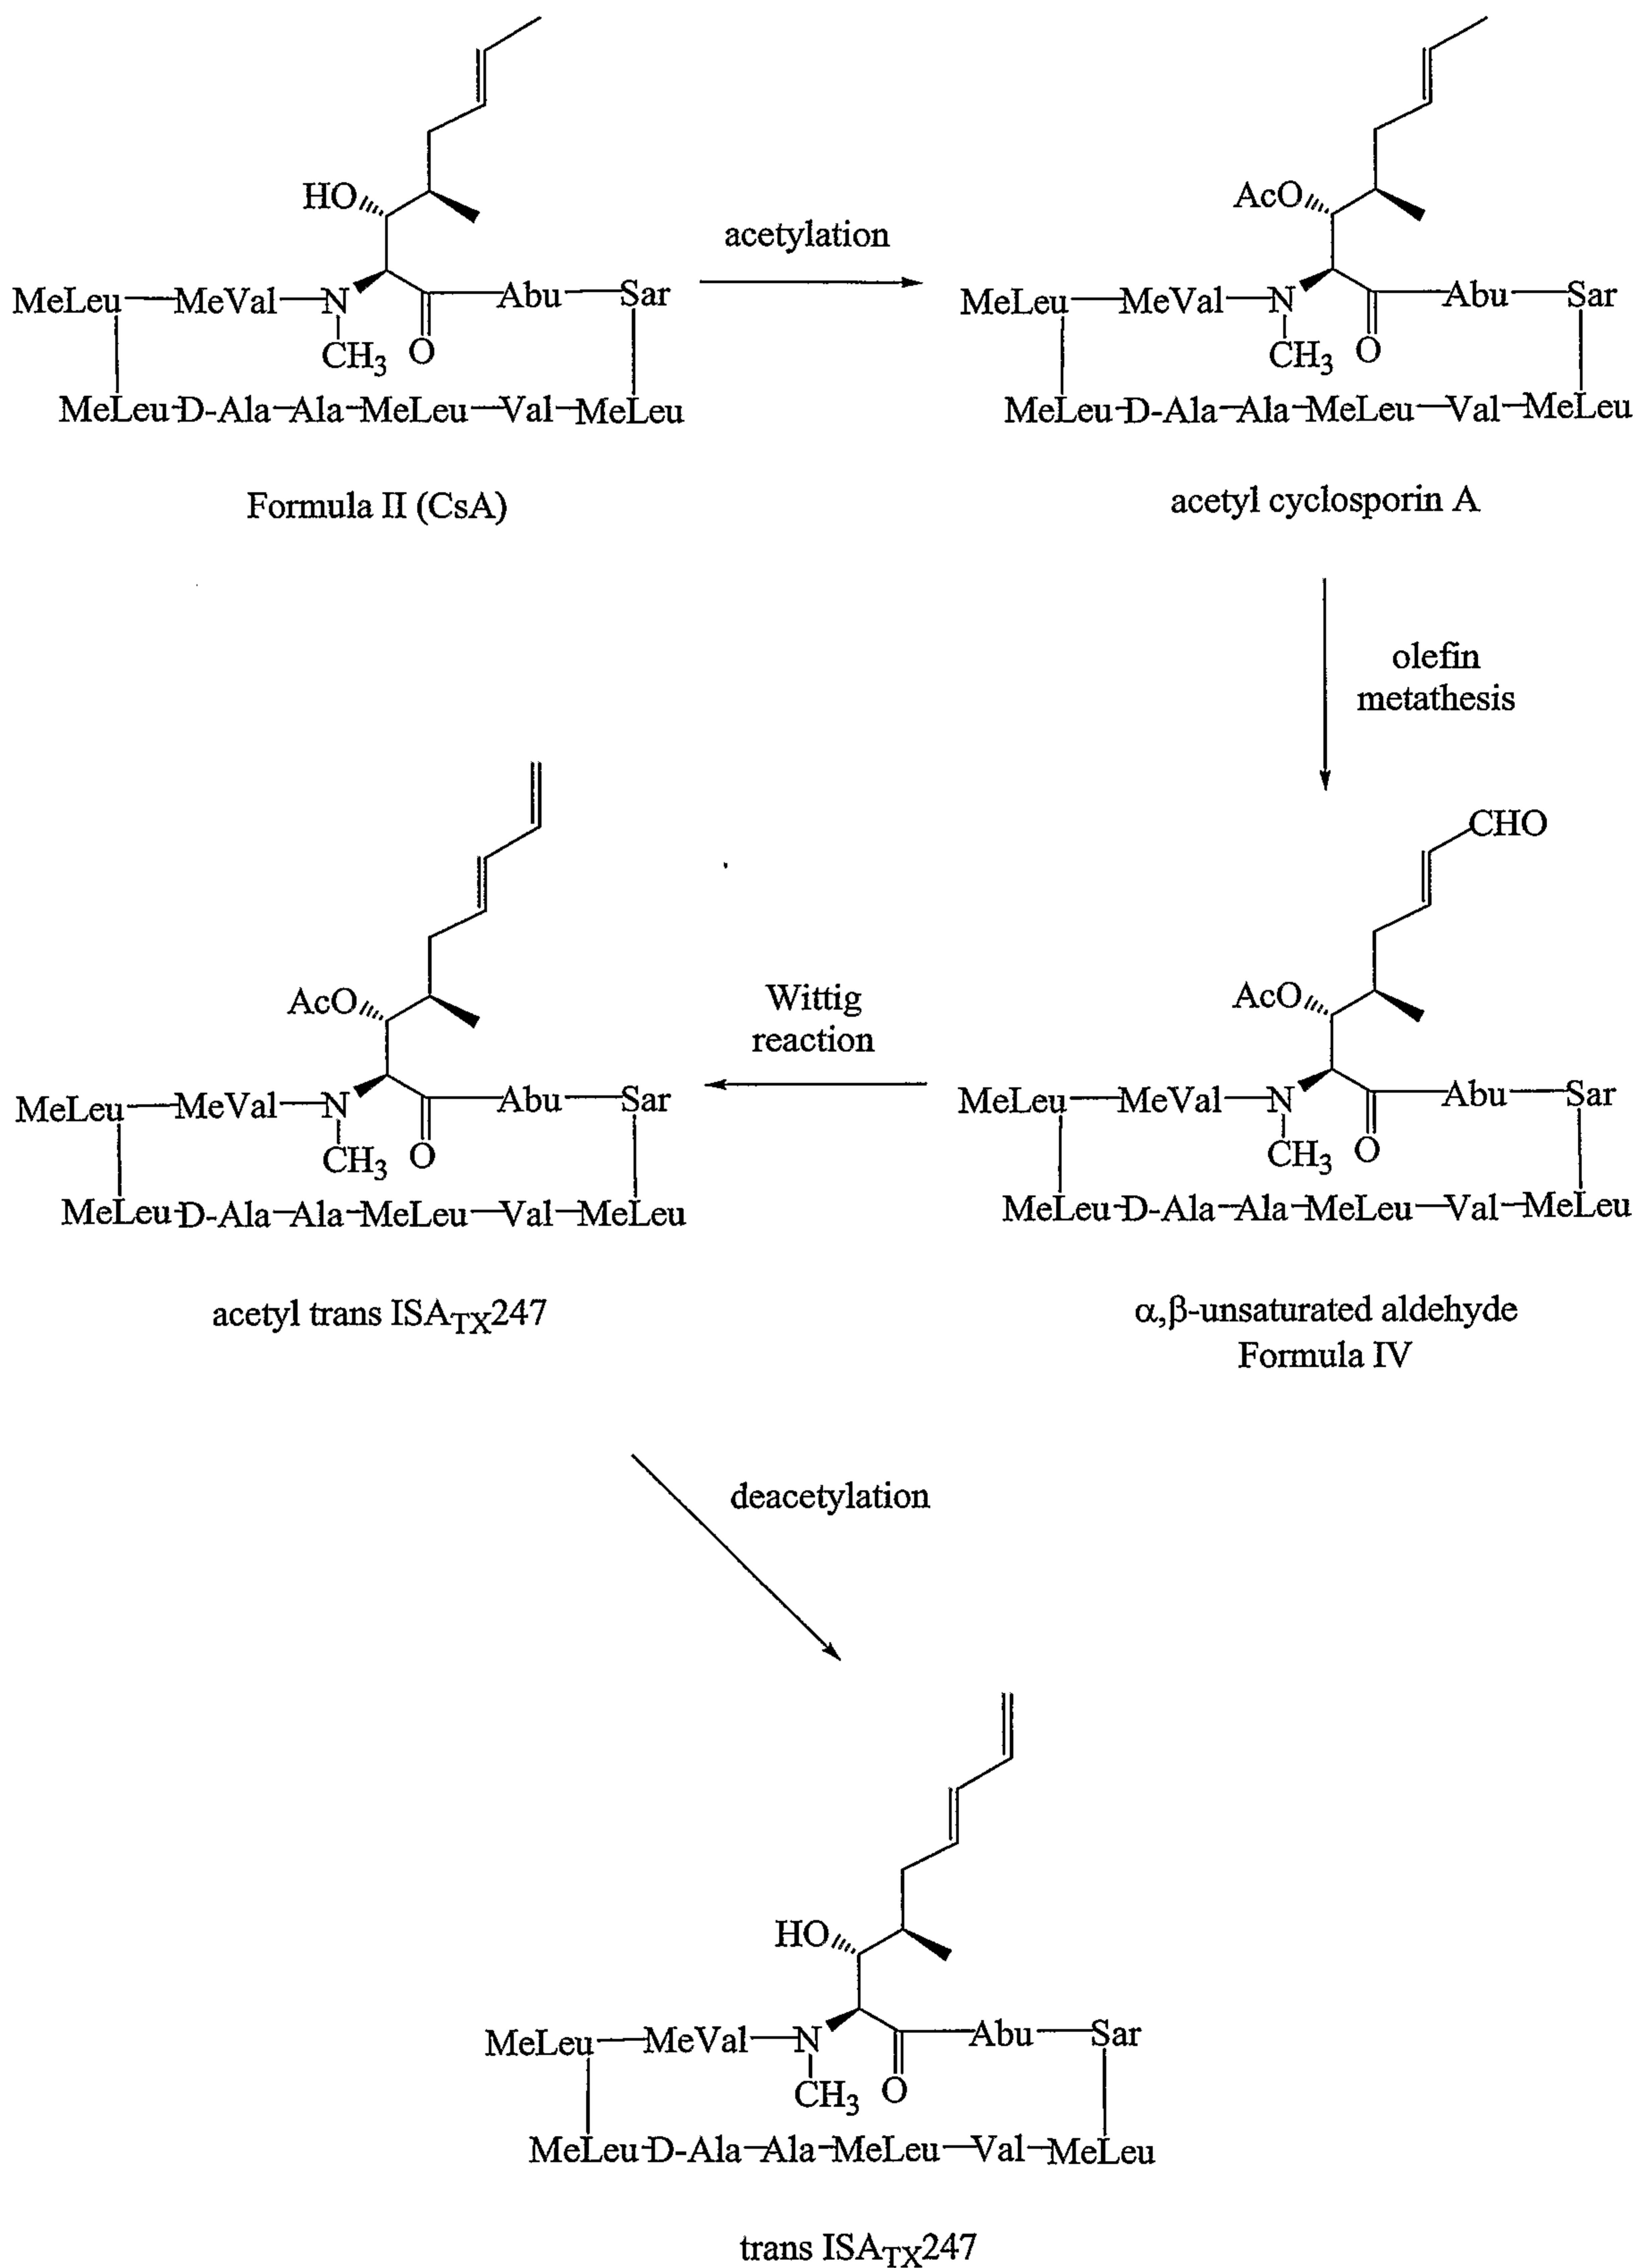 HO
acetylation
MeLeu—MeVal—N Abu—Sar
CH3 O
MeLeu-D-Ala-Ala-MeLeu—Val-MeLeu
Formula II (CsA)
AcO
MeLeu—MeVal—N Abu—Sar
CH3 O
MeLeu-D-Ala-Ala-MeLeu—Val-MeLeu
acetyl cyclosporin A
olefin
metathesis
CHO
AcO
MeLeu—MeVal—N Abu—Sar
CH3 O
MeLeu-D-Ala-Ala-MeLeu—Val-MeLeu
α,β-unsaturated aldehyde
Formula IV
Wittig
reaction
AcO
MeLeu—MeVal—N Abu—Sar
CH3 O
MeLeu-D-Ala-Ala-MeLeu—Val-MeLeu
acetyl trans ISATX247
deacetylation
HO
MeLeu—MeVal—N Abu—Sar
CH3 O
MeLeu-D-Ala-Ala-MeLeu—Val-MeLeu
trans ISATX247